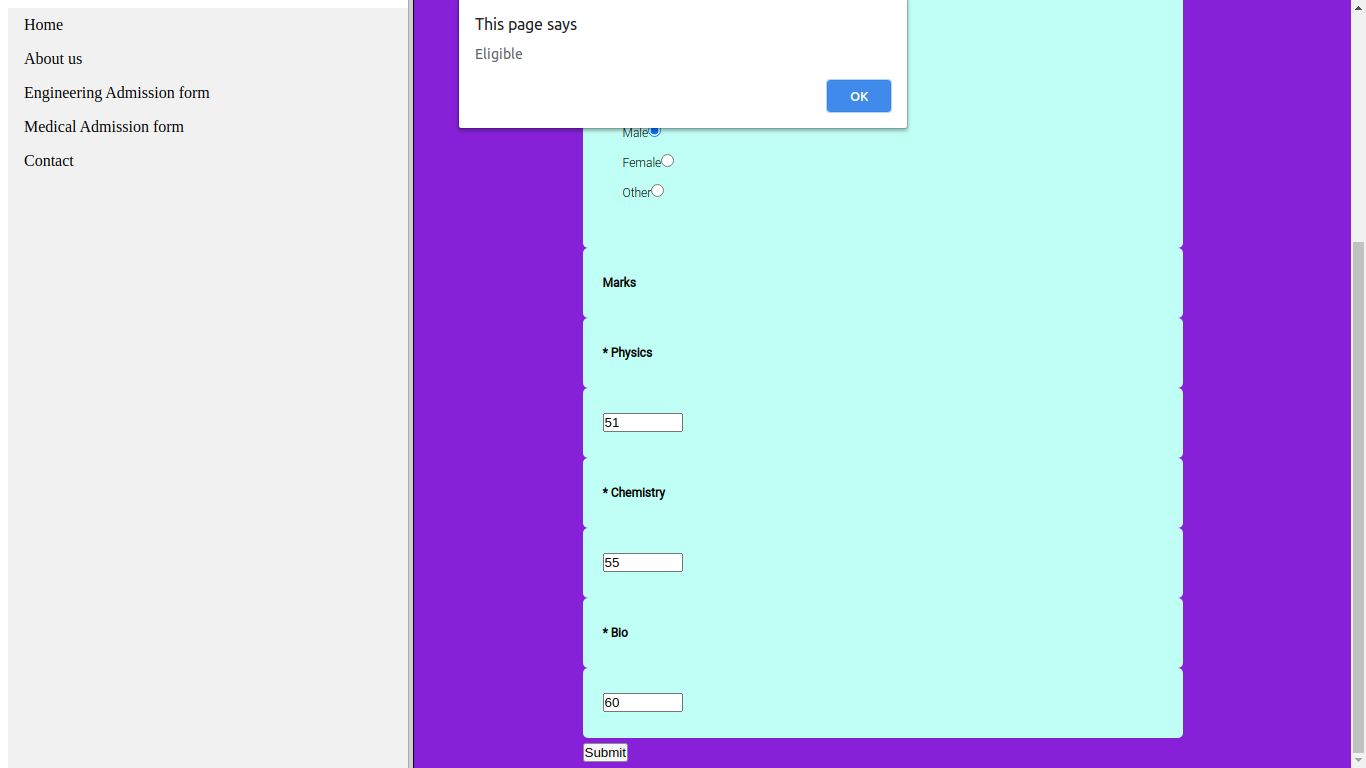 Home
About us
Engineering Admission form
Medical Admission form
Contact
This page says
Eligible
OK
Male
Female
Other
Marks
* Physics
51
* Chemistry
55
* Bio
60
Submit